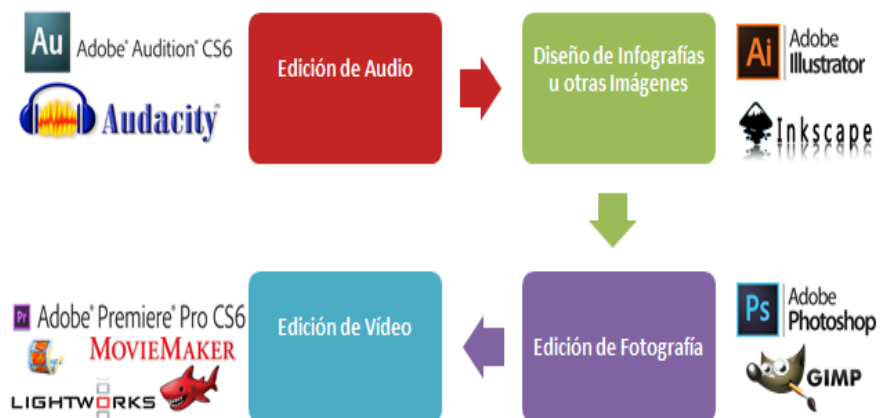 Au Adobe® Audition® CS6
Audacity®
Edición de Audio
Diseño de Infografías
u otras Imágenes
Ai Adobe
Illustrator
Inkscape
Pr Adobe® Premiere® Pro CS6
MOVIEMAKER
LIGHTWORKS
Edición de Vídeo
Edición de Fotografía
Ps Adobe
Photoshop
GIMP